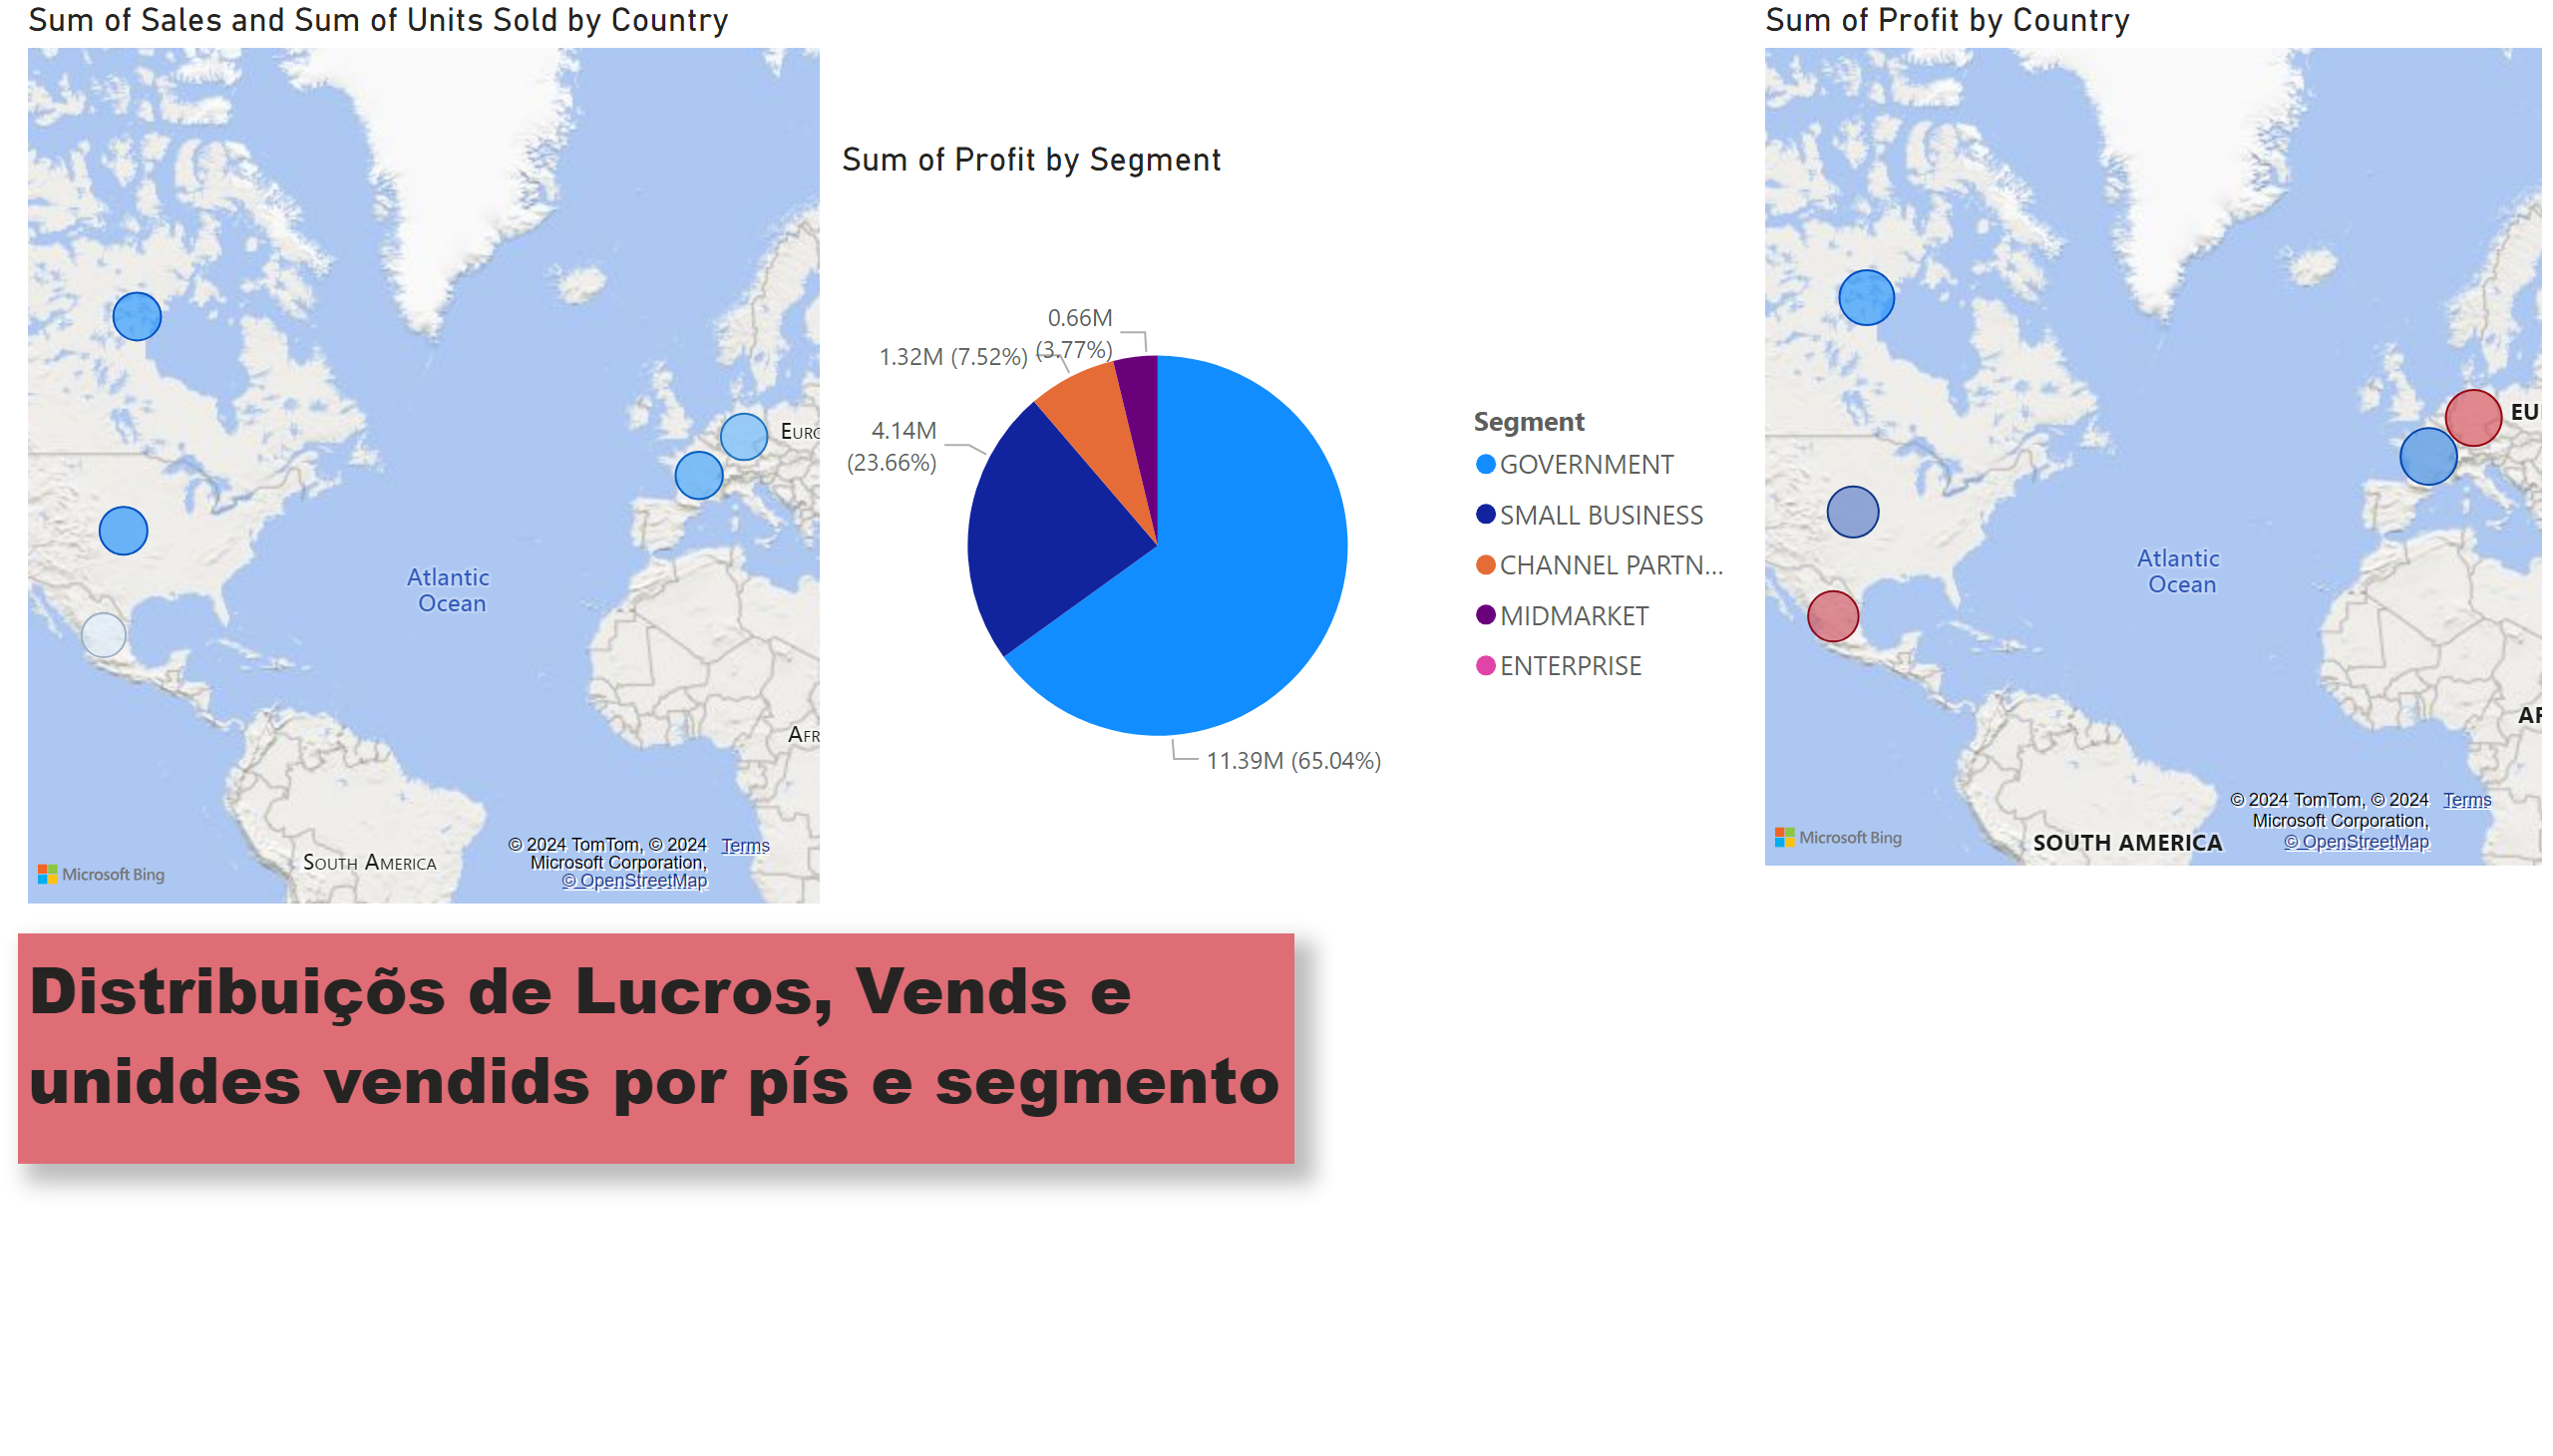 Sum of Sales and Sum of Units Sold by Country
EURO
Atlantic
Ocean
AFR
SOUTH AMERICA
© 2024 TomTom, © 2024 Terms
Microsoft Corporation,
© OpenStreetMap
Microsoft Bing
Sum of Profit by Segment
0.66M
(3.77%)
1.32M (7.52%)
4.14M
(23.66%)
11.39M (65.04%)
Segment
GOVERNMENT
SMALL BUSINESS
CHANNEL PARTN...
MIDMARKET
ENTERPRISE
Sum of Profit by Country
EU
Atlantic
Ocean
AF
© 2024 TomTom, © 2024 Terms
Microsoft Corporation,
© OpenStreetMap
Microsoft Bing
SOUTH AMERICA
Distribuiçõs de Lucros, Vends e
uniddes vendids por pís e segmento